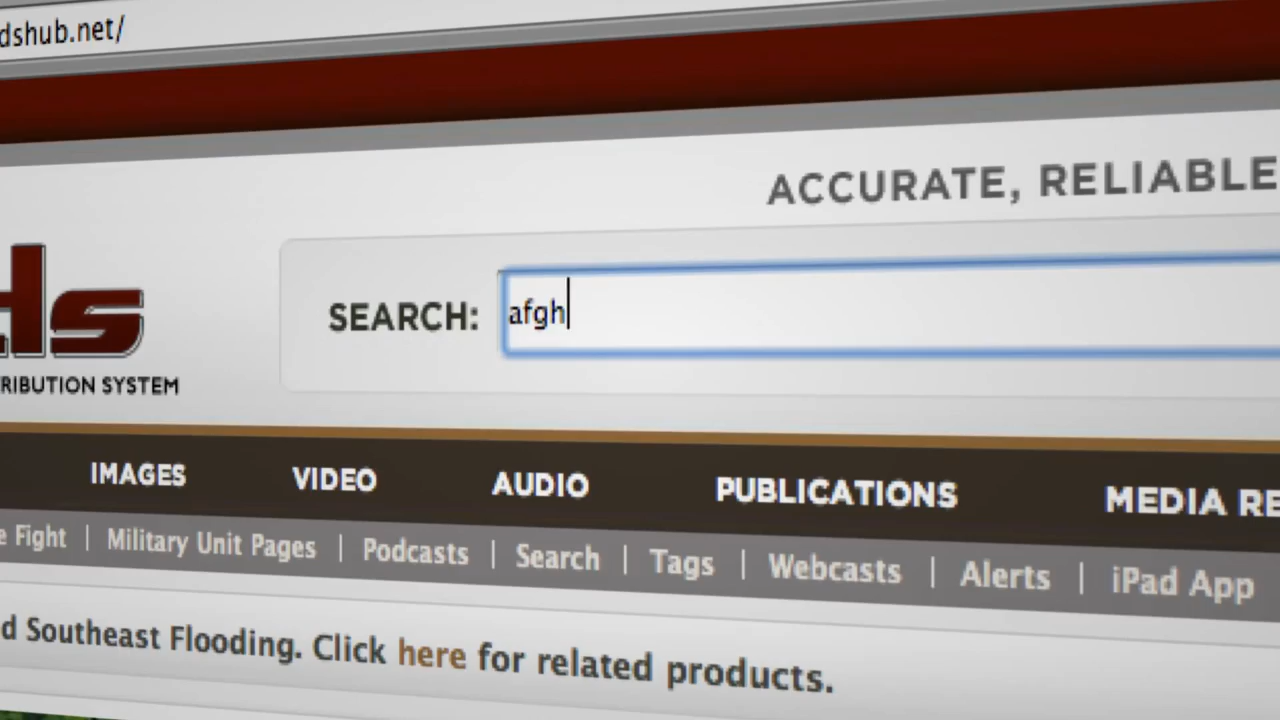 dshub.net/
ACCURATE, RELIABLE
SEARCH: afgh
ds
RIBUTION SYSTEM
IMAGES VIDEO AUDIO PUBLICATIONS MEDIA RE
e Fight | Military Unit Pages | Podcasts | Search | Tags | Webcasts | Alerts | iPad App
d Southeast Flooding. Click here for related products.